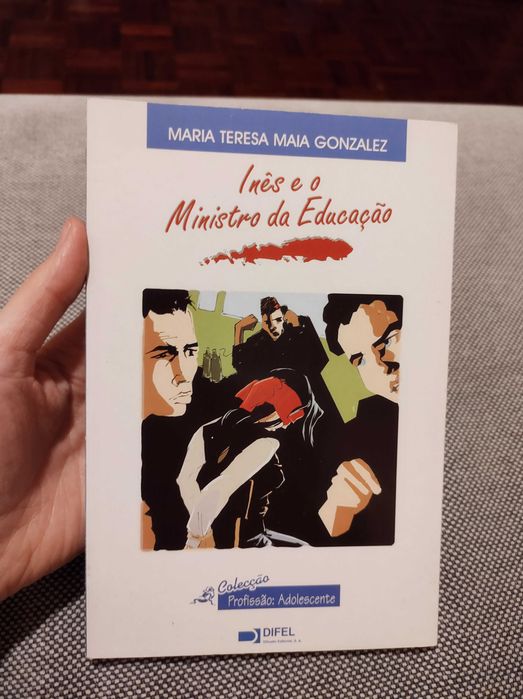 MARIA TERESA MAIA GONZALEZ
Inês e o
Ministro da Educação
Colecção
Profissão: Adolescente
DIFEL